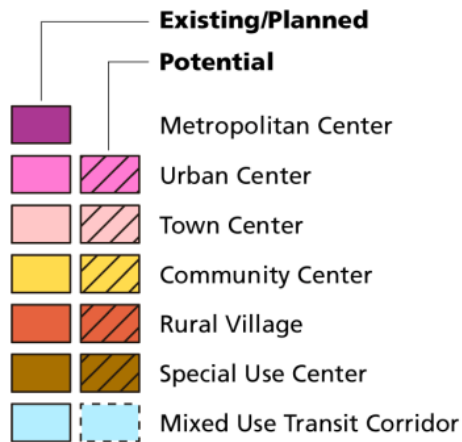 Existing/Planned
Potential
Metropolitan Center
Urban Center
Town Center
Community Center
Rural Village
Special Use Center
Mixed Use Transit Corridor